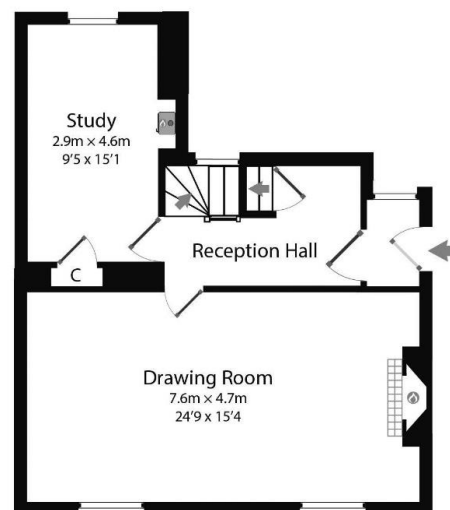 Study
2.9m × 4.6m
9'5 x 15'1
Reception Hall
C
Drawing Room
7.6m × 4.7m
24'9 x 15'4